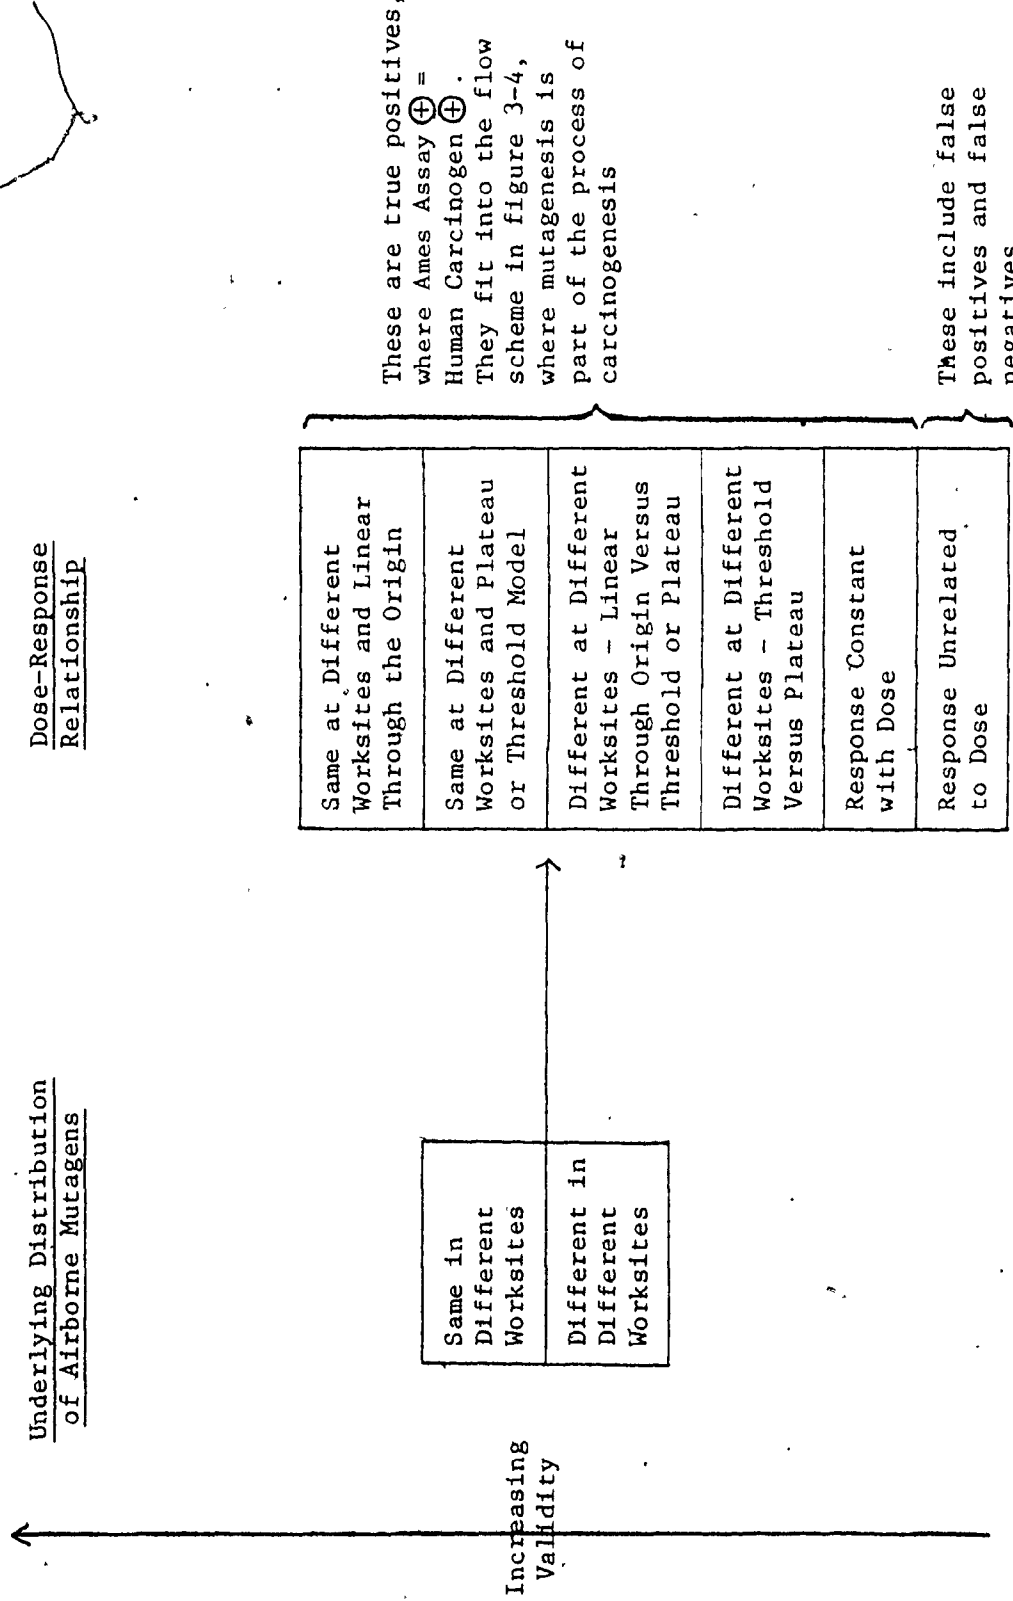 Underlying Distribution
of Airborne Mutagens
Dose-Response
Relationship
Increasing
Validity
Same in
Different
Worksites
Different in
Different
Worksites
Same at Different
Worksites and Linear
Through the Origin
Same at Different
Worksites and Plateau
or Threshold Model
Different at Different
Worksites - Linear
Through Origin Versus
Threshold or Plateau
Different at Different
Worksites - Threshold
Versus Plateau
Response Constant
with Dose
Response Unrelated
to Dose
These are true positives,
where Ames Assay ⊕ =
Human Carcinogen ⊕.
They fit into the flow
scheme in figure 3-4,
where mutagenesis is
part of the process of
carcinogenesis
These include false
positives and false
negatives